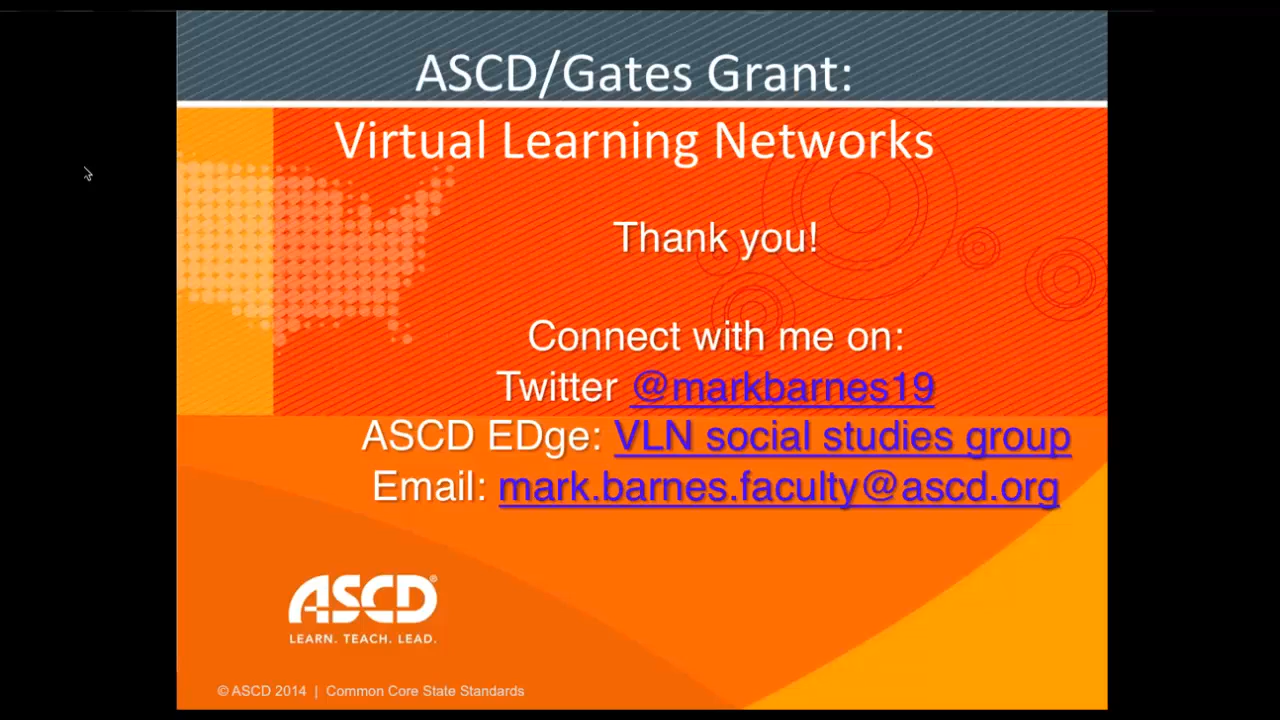 ASCD/Gates Grant:
Virtual Learning Networks
Thank you!
Connect with me on:
Twitter @markbarnes19
ASCD EDge: VLN social studies group
Email: mark.barnes.faculty@ascd.org
ASCD®
LEARN. TEACH. LEAD.
© ASCD 2014 | Common Core State Standards